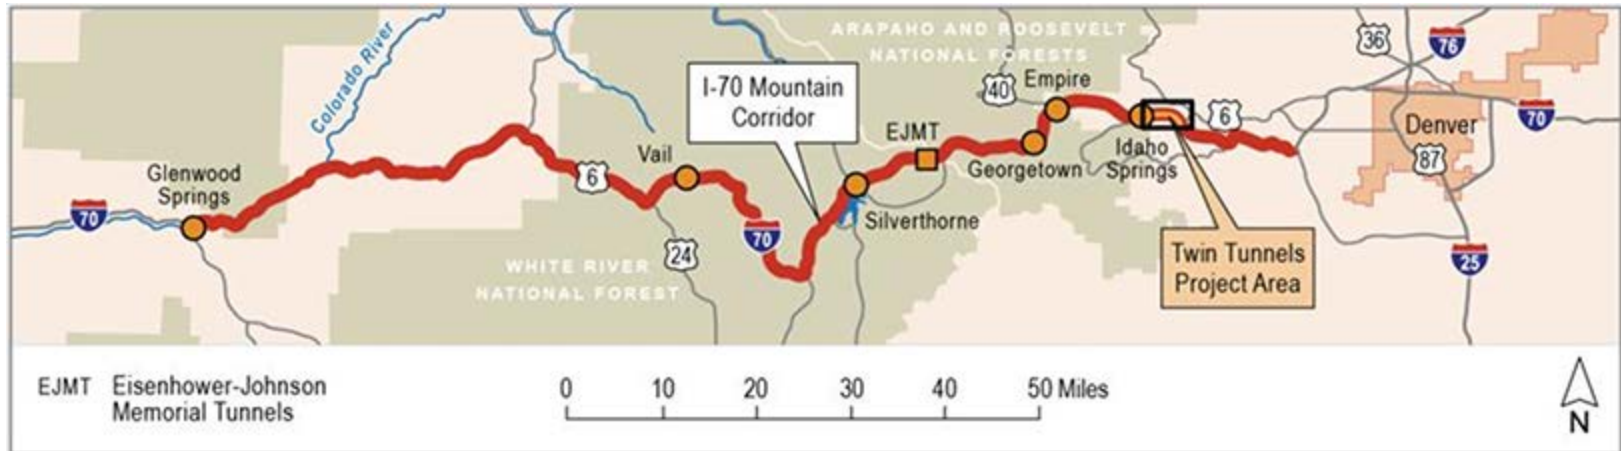 ARAPAHO AND ROOSEVELT
NATIONAL FORESTS
36
76
Colorado River
I-70 Mountain
Corridor
40
Empire
6
70
EJMT
Denver
Vail
Idaho
Springs
Georgetown
87
Glenwood
Springs
6
70
Silverthorne
70
24
Twin Tunnels
Project Area
25
WHITE RIVER
NATIONAL FOREST
EJMT Eisenhower-Johnson
Memorial Tunnels
0 10 20 30 40 50 Miles
N